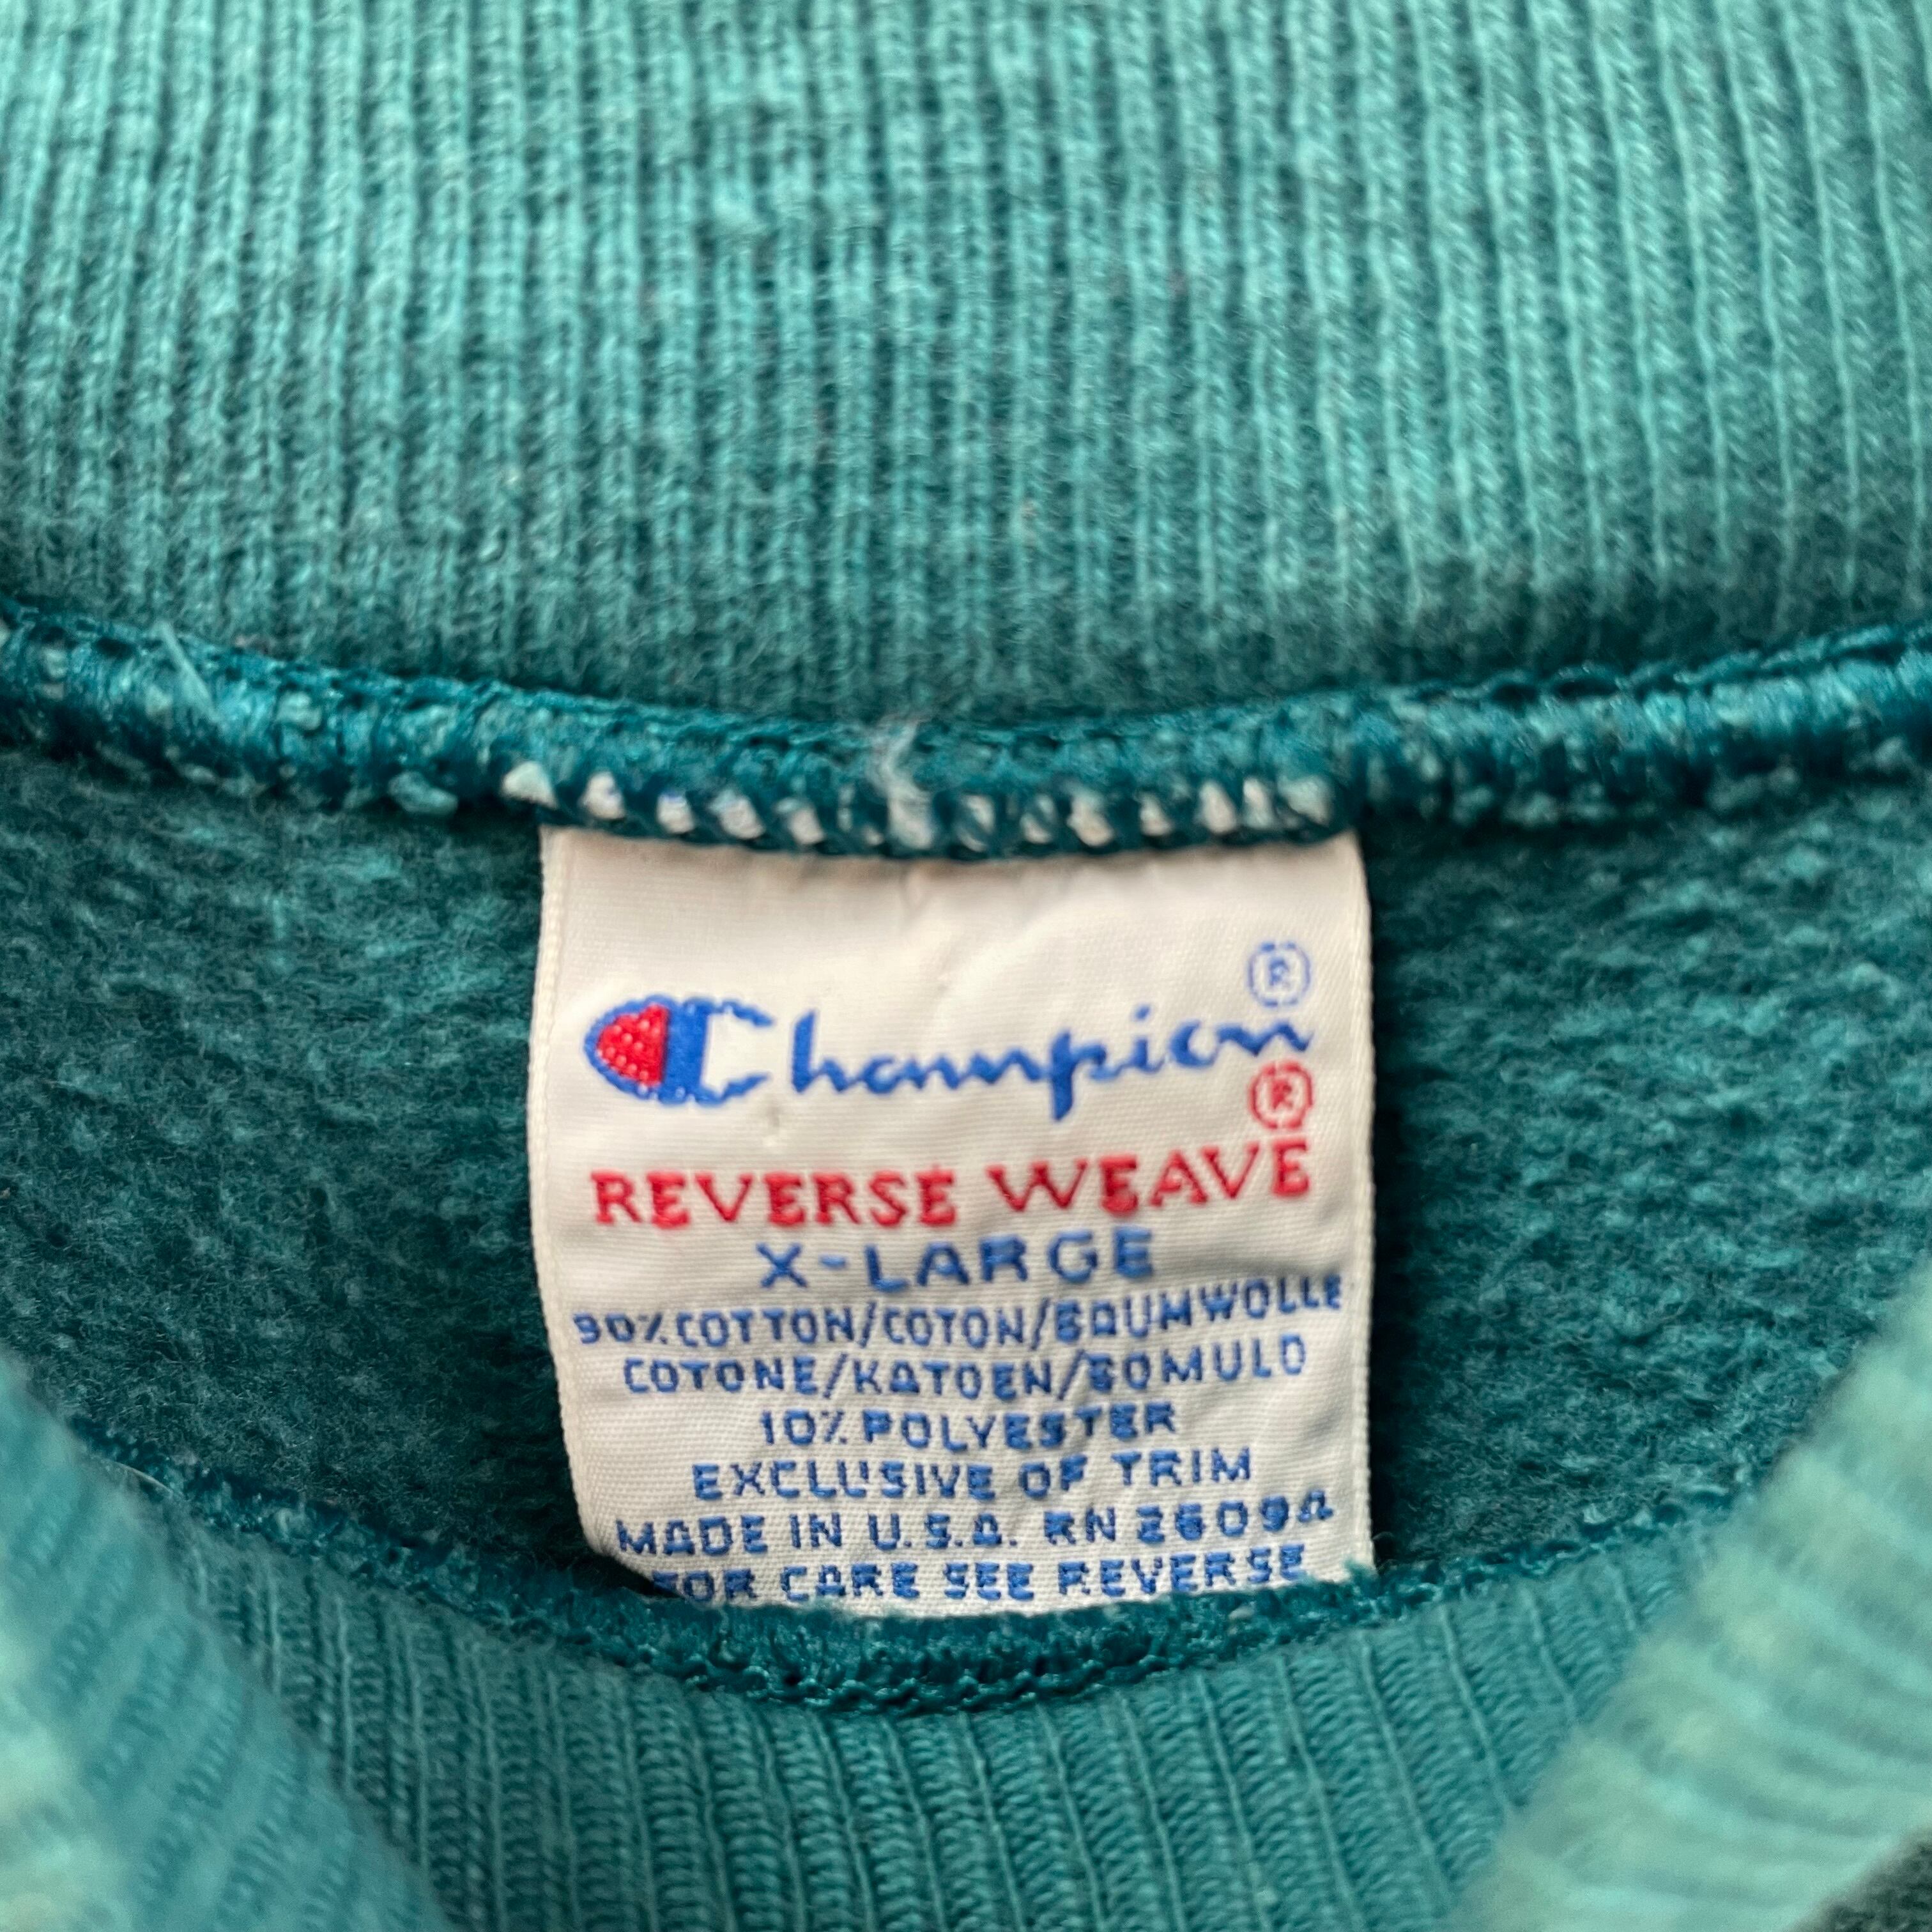 Champion®
REVERSE WEAVE®
X-LARGE
90% COTTON/COTON/BAUMWOLLE
COTONE/KATOEN/BOMULD
10% POLYESTER
EXCLUSIVE OF TRIM
MADE IN U.S.A. RN 26094
FOR CARE SEE REVERSE